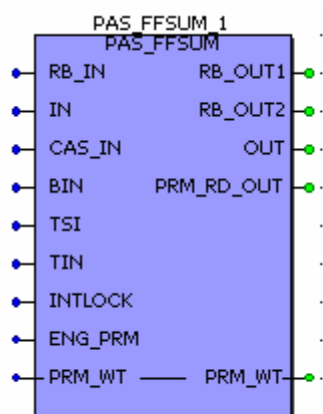 PAS_FFSUM_1
PAS_FFSUM
RB_IN RB_OUT1
IN RB_OUT2
CAS_IN OUT
BIN PRM_RD_OUT
TSI
TIN
INTLOCK
ENG_PRM
PRM_WT PRM_WT